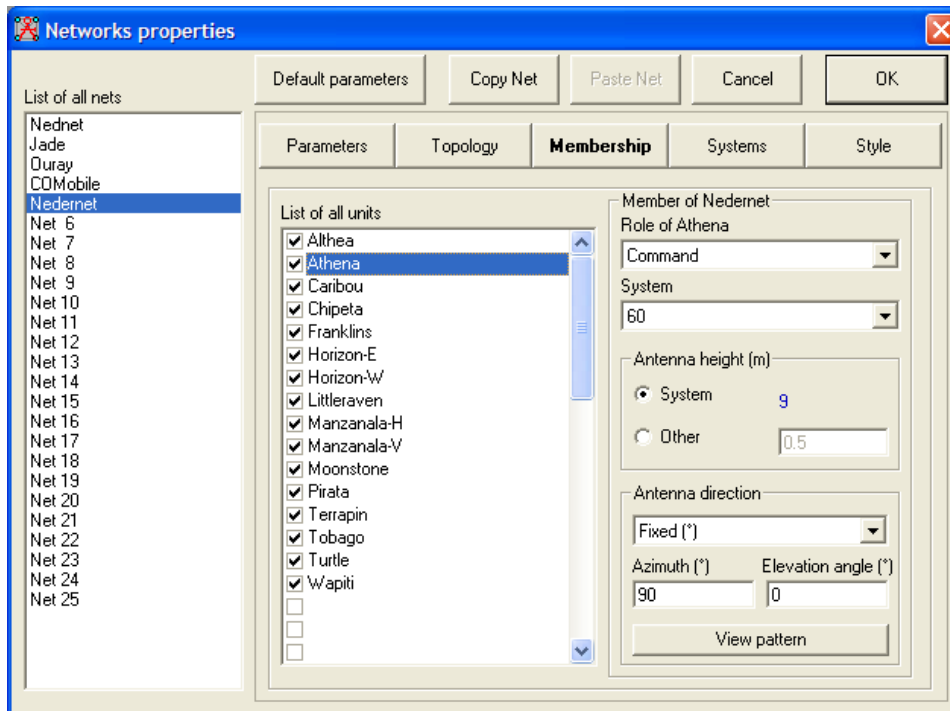 Networks properties
Default parameters
Copy Net
Paste Net
Cancel
OK
List of all nets
Nednet
Jade
Ouray
COMobile
Nedernet
Net 6
Net 7
Net 8
Net 9
Net 10
Net 11
Net 12
Net 13
Net 14
Net 15
Net 16
Net 17
Net 18
Net 19
Net 20
Net 21
Net 22
Net 23
Net 24
Net 25
Parameters
Topology
Membership
Systems
Style
List of all units
Althea
Athena
Caribou
Chipeta
Franklins
Horizon-E
Horizon-W
Littleraven
Manzanala-H
Manzanala-V
Moonstone
Pirata
Terrapin
Tobago
Turtle
Wapiti
Member of Nedernet
Role of Athena
Command
System
60
Antenna height (m)
System 9
Other 0.5
Antenna direction
Fixed (°)
Azimuth (°) Elevation angle (°)
90 0
View pattern